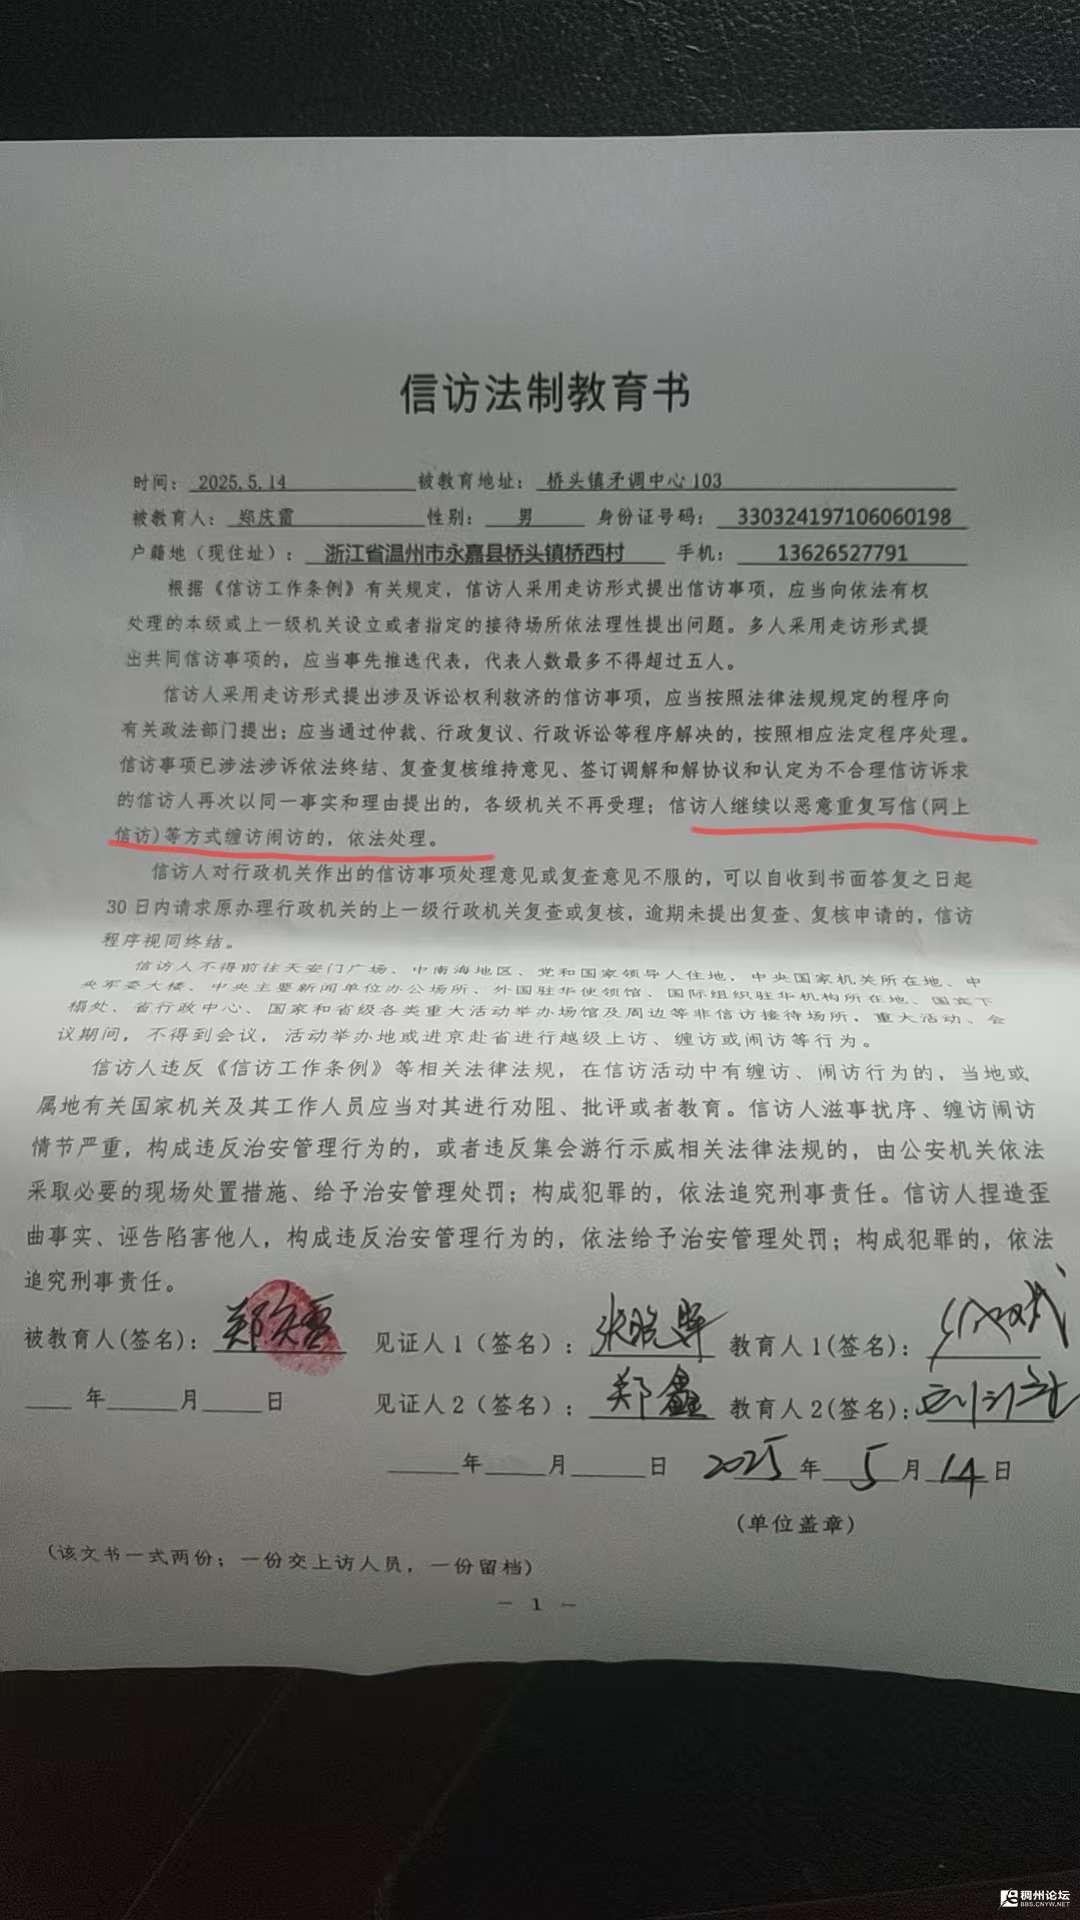 信访法制教育书
时间：2025.5.14 被教育地址：桥头镇矛调中心103
被教育人：郑庆雷 性别：男 身份证号码：330324197106060198
户籍地（现住址）：浙江省温州市永嘉县桥头镇桥西村 手机：13626527791
根据《信访工作条例》有关规定，信访人采用走访形式提出信访事项，应当向依法有权
处理的本级或上一级机关设立或者指定的接待场所依法理性提出问题。多人采用走访形式提
出共同信访事项的，应当事先推选代表，代表人数最多不得超过五人。
信访人采用走访形式提出涉及诉讼权利救济的信访事项，应当按照法律法规规定的程序向
有关政法部门提出；应当通过仲裁、行政复议、行政诉讼等程序解决的，按照相应法定程序处理。
信访事项已涉法涉诉依法终结、复查复核维持意见、签订调解和解协议和认定为不合理信访诉求
的信访人再次以同一事实和理由提出的，各级机关不再受理；信访人继续以恶意重复写信(网上
信访)等方式缠访闹访的，依法处理。
信访人对行政机关作出的信访事项处理意见或复查意见不服的，可以自收到书面答复之日起
30日内请求原办理行政机关的上一级行政机关复查或复核，逾期未提出复查、复核申请的，信访
程序视同终结。
信访人不得前往天安门广场、中南海地区、党和国家领导人住地，中央国家机关所在地、中
央军委大楼、中央主要新闻单位办公场所、外国驻华使领馆、国际组织驻华机构所在地、国宾下
榻处、省行政中心、国家和省级各类重大活动举办场馆及周边等非信访接待场所，重大活动、会
议期间，不得到会议，活动举办地或进京赴省进行越级上访、缠访或闹访等行为。
信访人违反《信访工作条例》等相关法律法规，在信访活动中有缠访、闹访行为的，当地或
属地有关国家机关及其工作人员应当对其进行劝阻、批评或者教育。信访人滋事扰序、缠访闹访
情节严重，构成违反治安管理行为的，或者违反集会游行示威相关法律法规的，由公安机关依法
采取必要的现场处置措施、给予治安管理处罚；构成犯罪的，依法追究刑事责任。信访人捏造歪
曲事实、诬告陷害他人，构成违反治安管理行为的，依法给予治安管理处罚；构成犯罪的，依法
追究刑事责任。
被教育人(签名)：郑庆雷 见证人1（签名）：张晓辉 教育人1(签名)：
年 月 日 见证人2（签名）：郑鑫 教育人2(签名)：
年 月 日 2025年5月14日
(单位盖章)
(该文书一式两份；一份交上访人员，一份留档)
- 1 -
稠州论坛
BBS.CNYW.NET